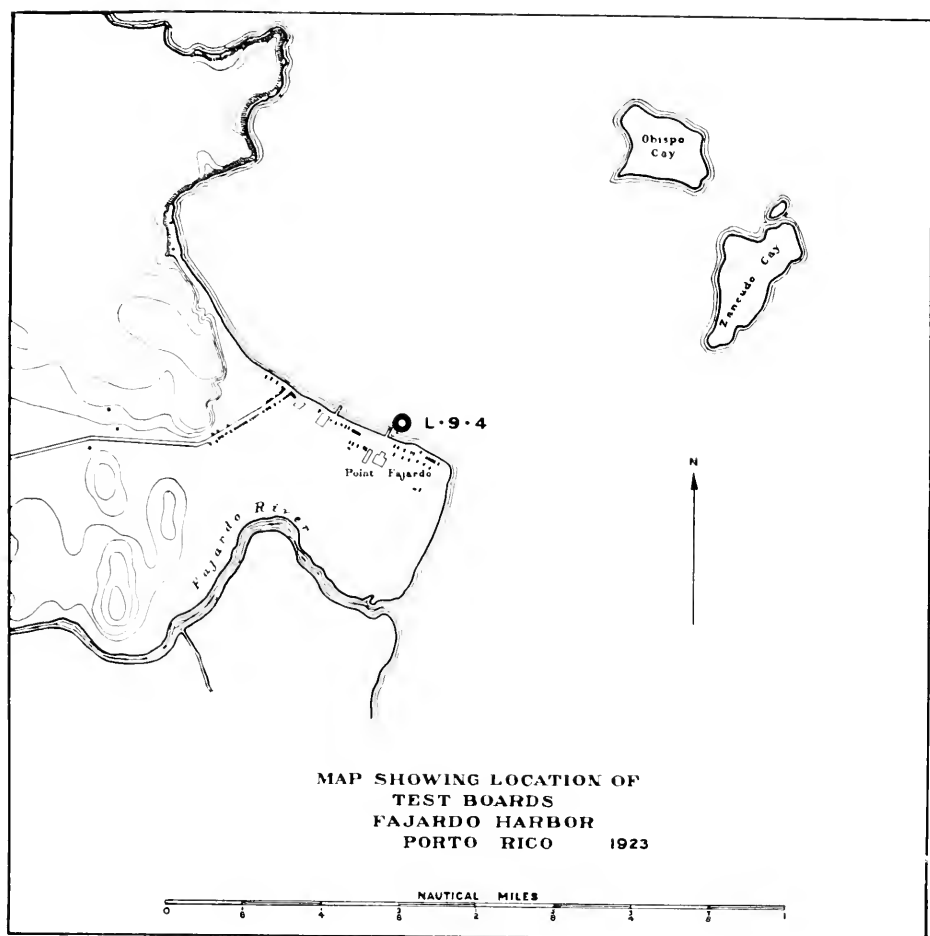 Obispo
Cay
Zancudo Cay
L·9·4
Point Fajardo
N
Fajardo River
MAP SHOWING LOCATION OF
TEST BOARDS
FAJARDO HARBOR
PORTO RICO 1923
NAUTICAL MILES
0 1